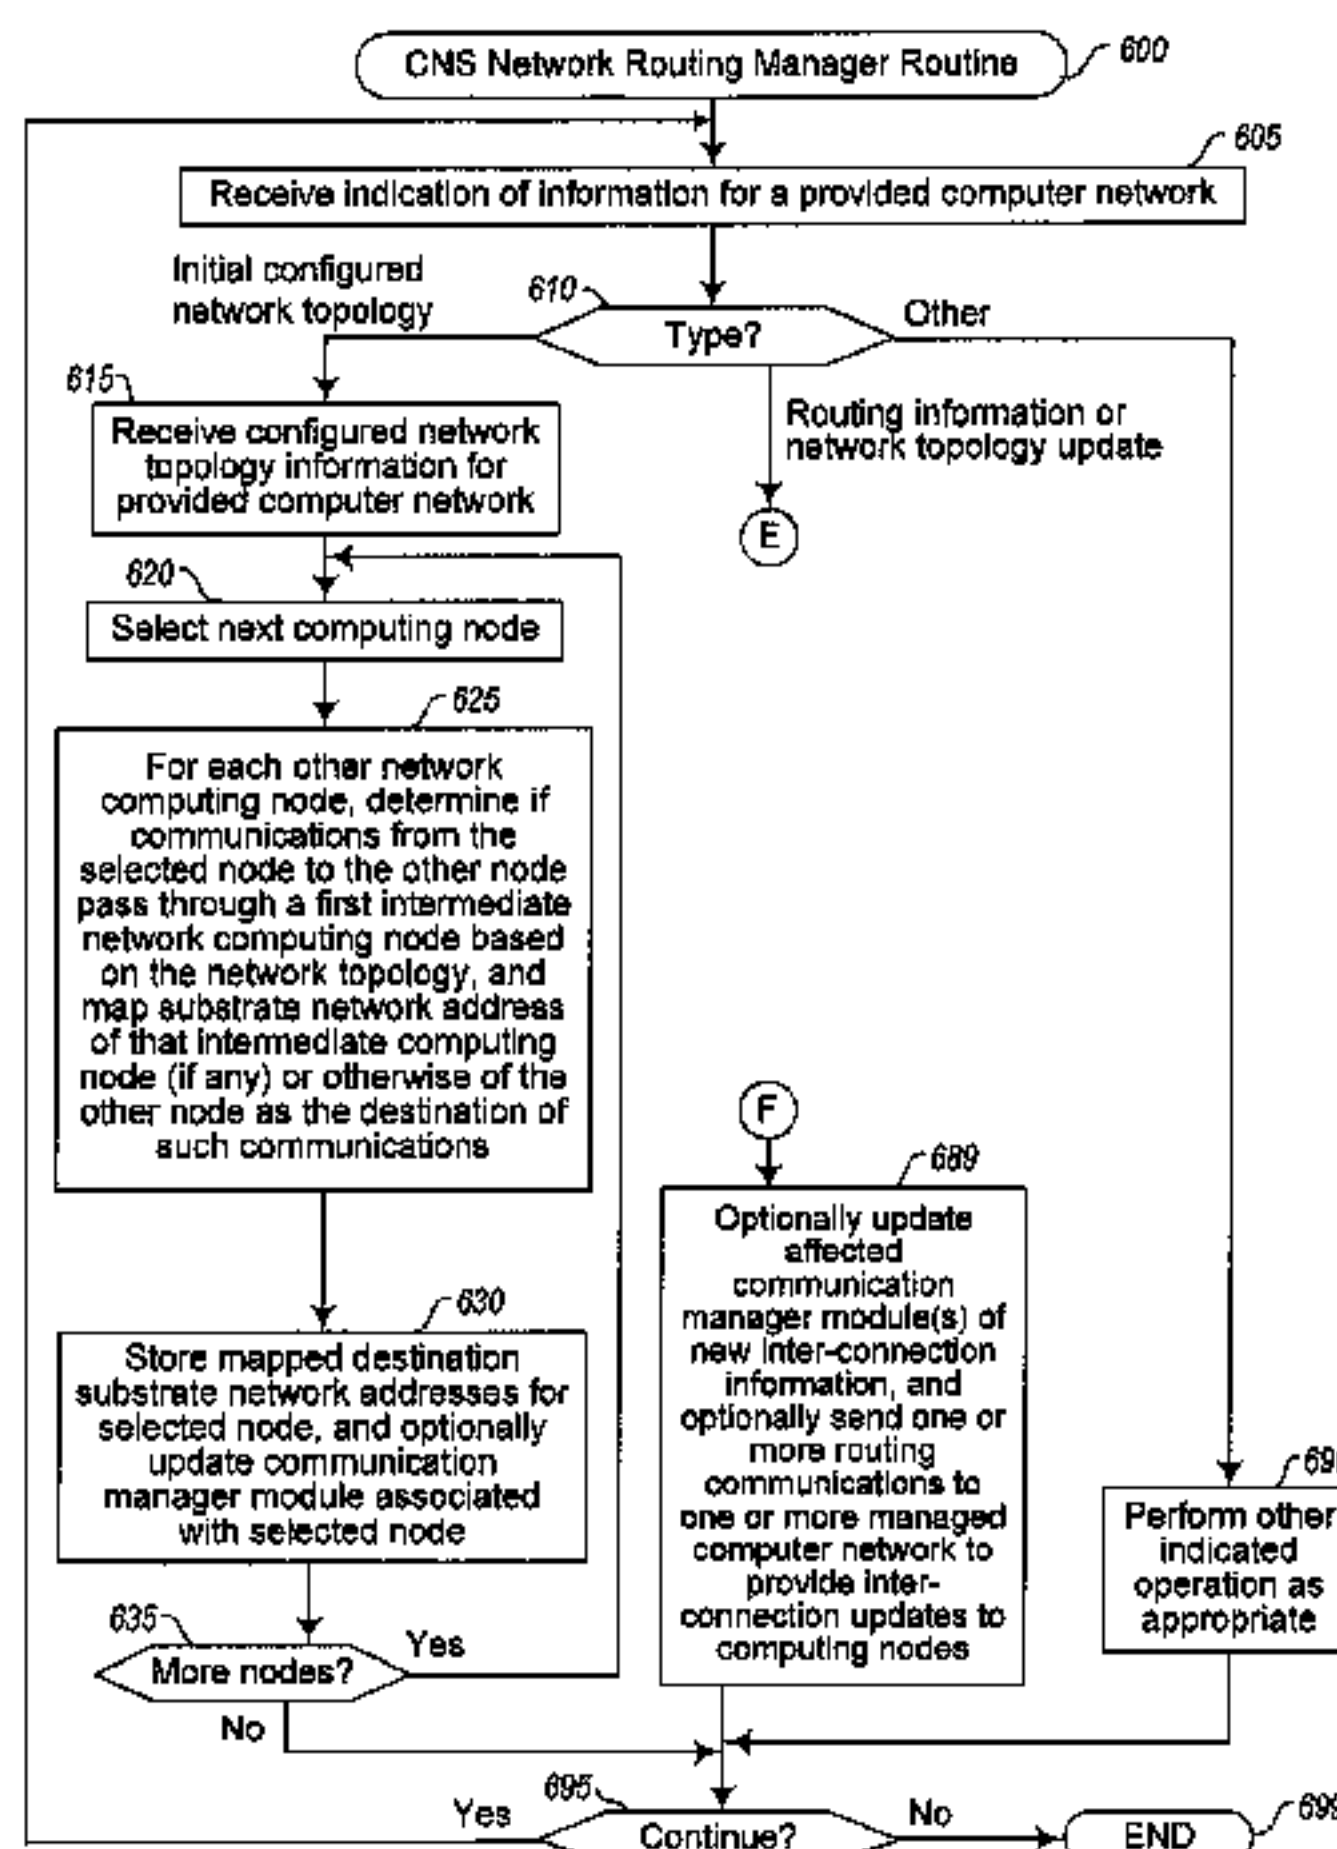 CNS Network Routing Manager Routine
600
605
Receive indication of information for a provided computer network
Initial configured
network topology
610
Type?
Other
615
Receive configured network
topology information for
provided computer network
Routing information or
network topology update
E
620
Select next computing node
625
For each other network
computing node, determine if
communications from the
selected node to the other node
pass through a first intermediate
network computing node based
on the network topology, and
map substrate network address
of that intermediate computing
node (if any) or otherwise of the
other node as the destination of
such communications
F
689
Optionally update
affected
communication
manager module(s) of
new inter-connection
information, and
optionally send one or
more routing
communications to
one or more managed
computer network to
provide inter-
connection updates to
computing nodes
630
Store mapped destination
substrate network addresses for
selected node, and optionally
update communication
manager module associated
with selected node
Perform other
indicated
operation as
appropriate
635
More nodes?
Yes
No
695
Yes
Continue?
No
END
699